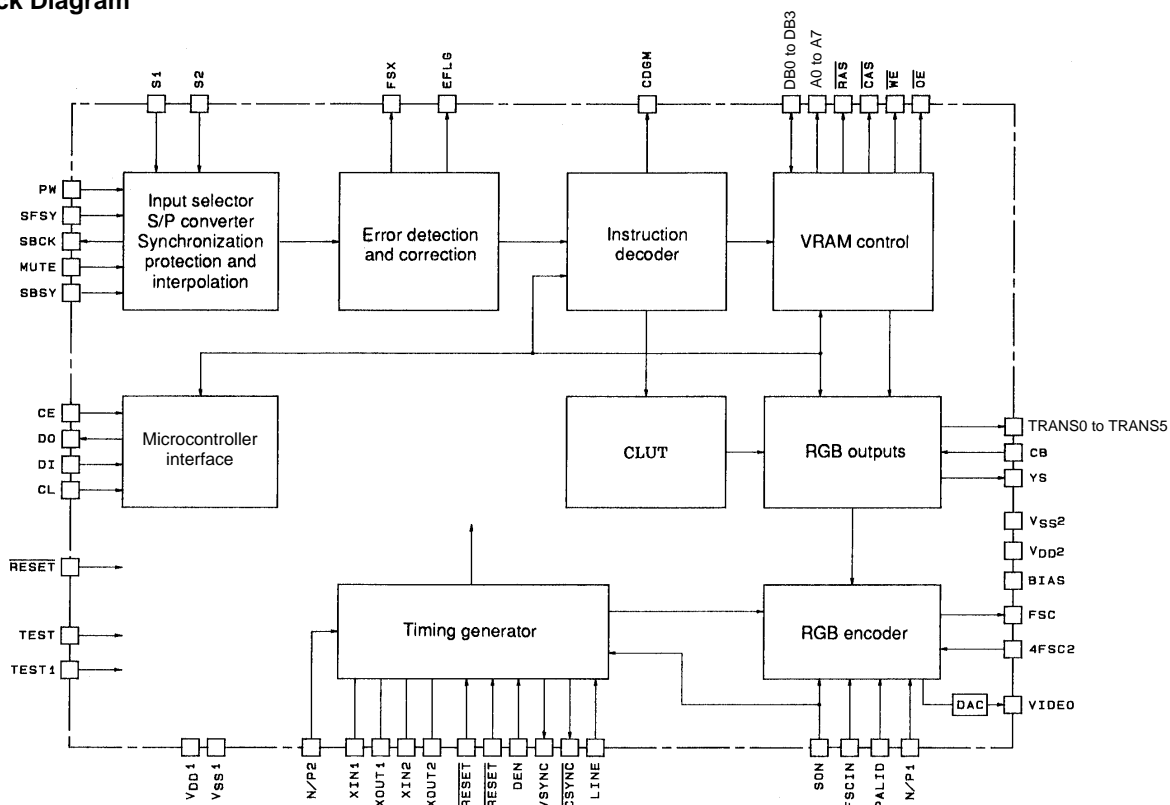 ck Diagram
S1
S2
FSX
EFLG
CDGM
DB0 to DB3
A0 to A7
RAS
CAS
WE
OE
PW
SFSY
SBCK
MUTE
SBSY
Input selector
S/P converter
Synchronization
protection and
interpolation
Error detection
and correction
Instruction
decoder
VRAM control
CE
DO
DI
CL
Microcontroller
interface
CLUT
RGB outputs
TRANS0 to TRANS5
CB
YS
VSS2
VDD2
BIAS
RESET
TEST
TEST1
Timing generator
RGB encoder
FSC
4FSC2
DAC
VIDEO
VDD1
VSS1
N/P2
XIN1
XOUT1
XIN2
XOUT2
RESET
RESET
DEN
VSYNC
CSYNC
LINE
SON
FSCIN
PALID
N/P1